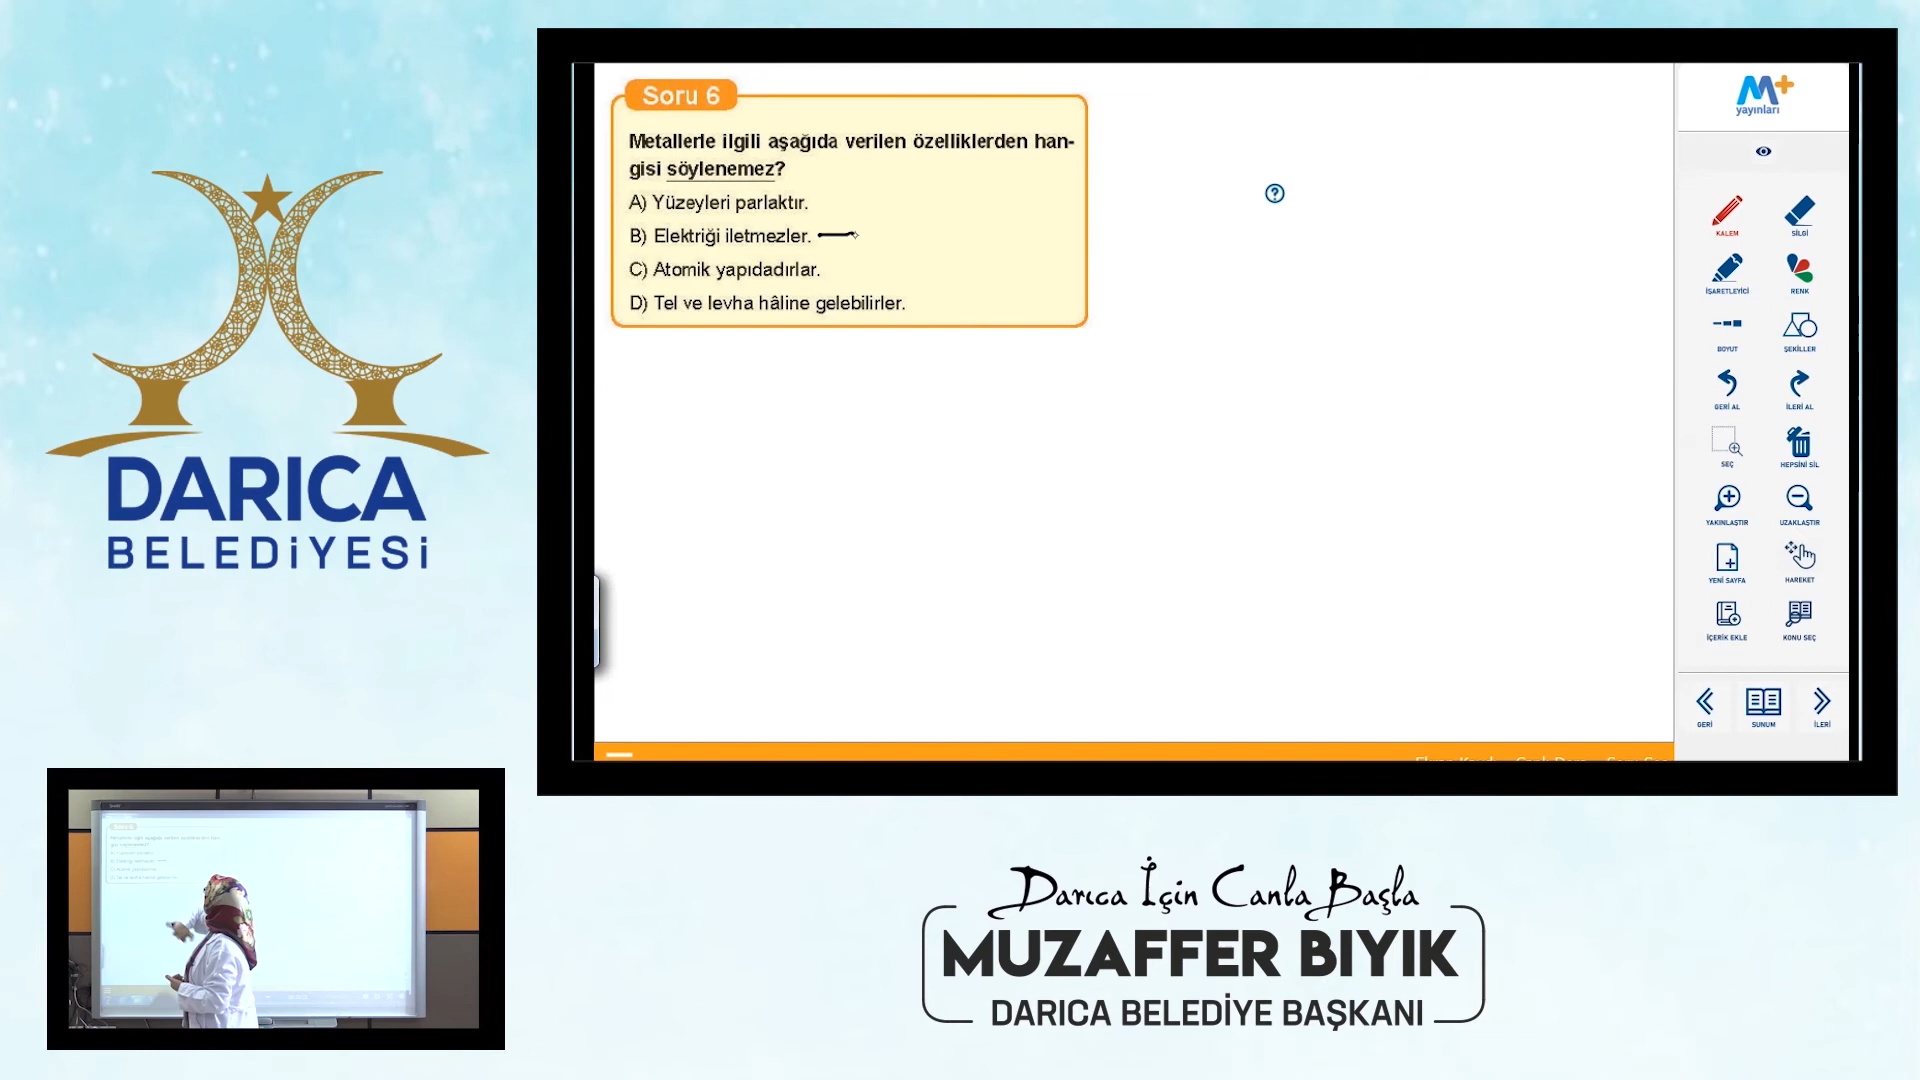 Soru 6
Metallerle ilgili aşağıda verilen özelliklerden han-
gisi söylenemez?
A) Yüzeyleri parlaktır.
B) Elektriği iletmezler.
C) Atomik yapıdadırlar.
D) Tel ve levha hâline gelebilirler.
M+
yayınları
KALEM
SİLGİ
İŞARETLEYİCİ
RENK
BOYUT
ŞEKİLLER
GERİ AL
İLERİ AL
SEÇ
HEPSİNİ SİL
YAKINLAŞTIR
UZAKLAŞTIR
YENİ SAYFA
HAREKET
İÇERİK EKLE
KONU SEÇ
GERİ
SUNUM
İLERİ
DARICA
BELEDİYESİ
Darıca İçin Canla Başla
MUZAFFER BIYIK
DARICA BELEDİYE BAŞKANI